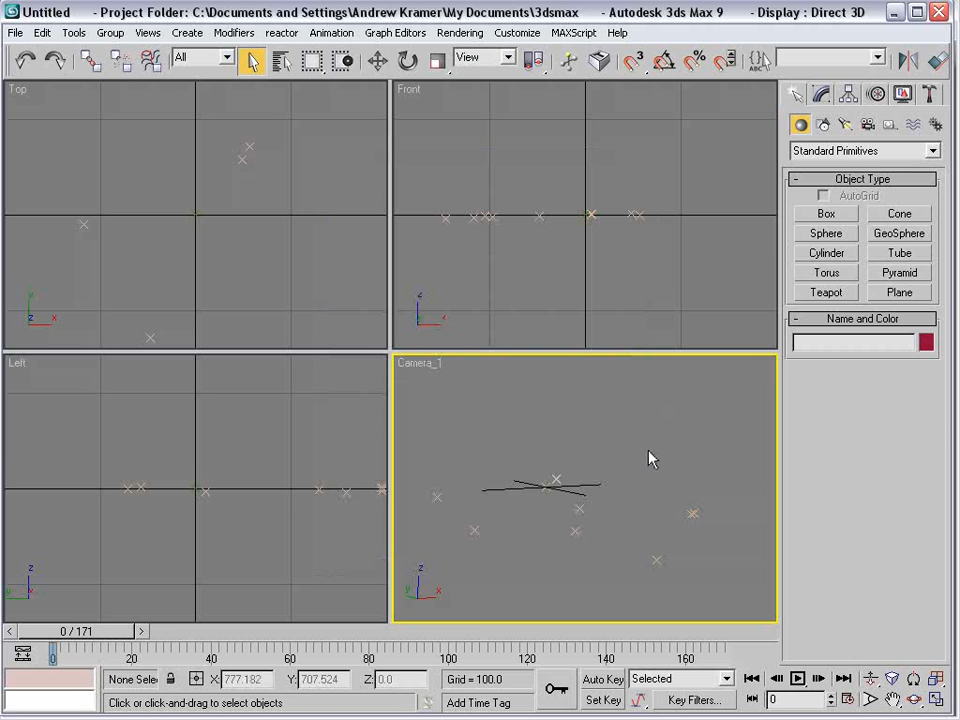 Untitled - Project Folder: C:\Documents and Settings\Andrew Kramer\My Documents\3dsmax - Autodesk 3ds Max 9 - Display : Direct 3D
File Edit Tools Group Views Create Modifiers reactor Animation Graph Editors Rendering Customize MAXScript Help
All View
Top Front
Standard Primitives
- Object Type
AutoGrid
Box Cone
Sphere GeoSphere
Cylinder Tube
Torus Pyramid
Teapot Plane
y z
z x
- Name and Color
Left Camera_1
z z
y y x
< 0 / 171 >
0 20 40 60 80 100 120 140 160
None Selec X: 777.182 Y: 707.524 Z: 0.0 Grid = 100.0 Auto Key Selected
Click or click-and-drag to select objects Add Time Tag Set Key Key Filters... 0